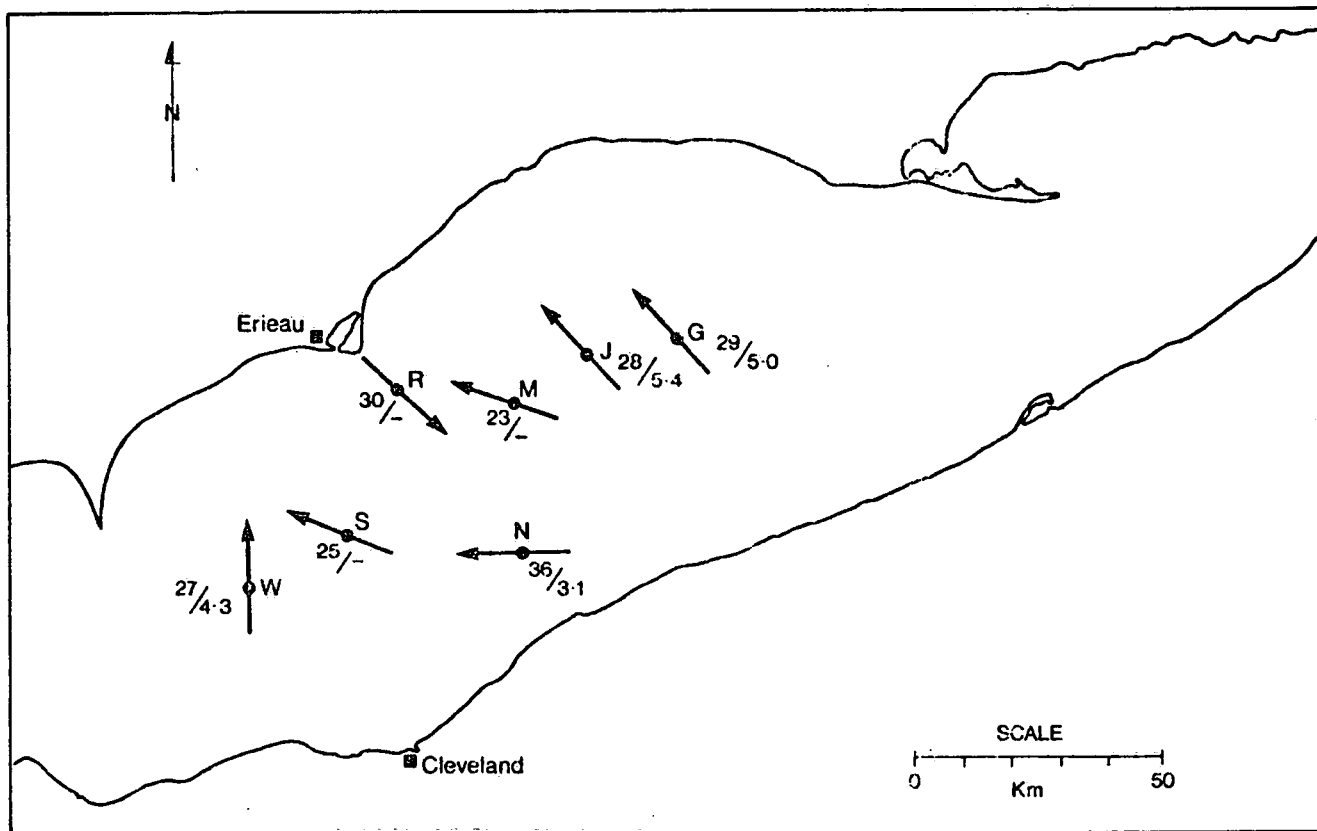 N
Erieau
R
30/-
M
23/-
J
28/5·4
G
29/5·0
S
25/-
N
36/3·1
W
27/4·3
Cleveland
SCALE
0 50
Km